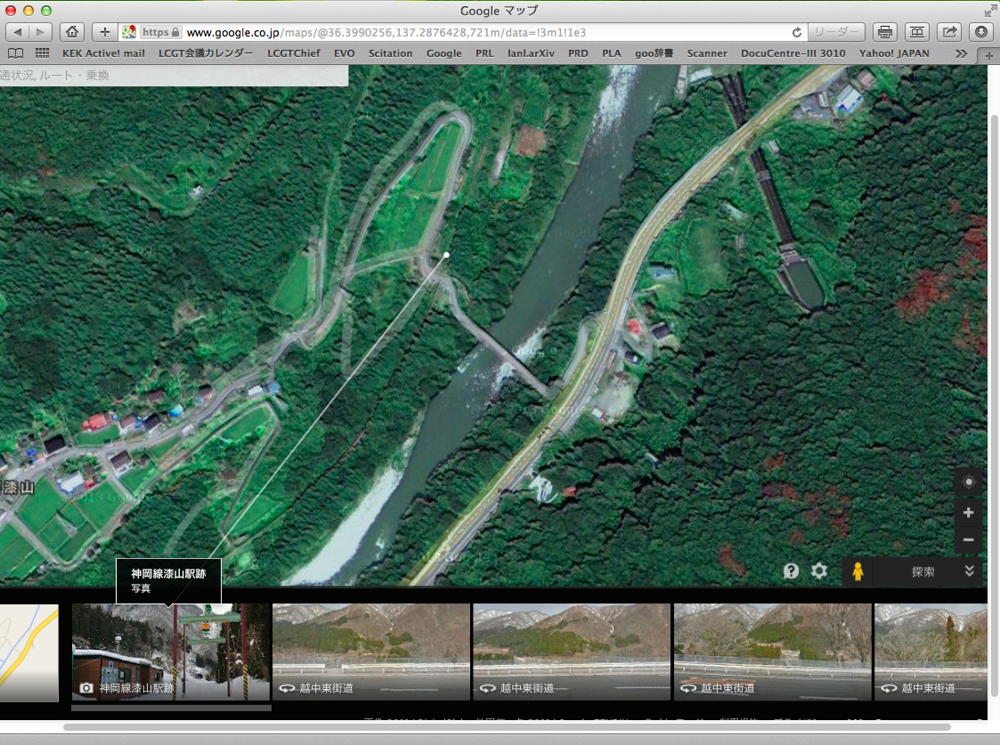 Google マップ
https www.google.co.jp/maps/@36.3990256,137.2876428,721m/data=!3m1!1e3 リーダー
KEK Active! mail LCGT会議カレンダー LCGTChief EVO Scitation Google PRL lanl.arXiv PRD PLA goo辞書 Scanner DocuCentre-III 3010 Yahoo! JAPAN
通状況, ルート・乗換
漆山
探索
神岡線漆山駅跡
写真
神岡線漆山駅跡
越中東街道
越中東街道
越中東街道
越中東街道